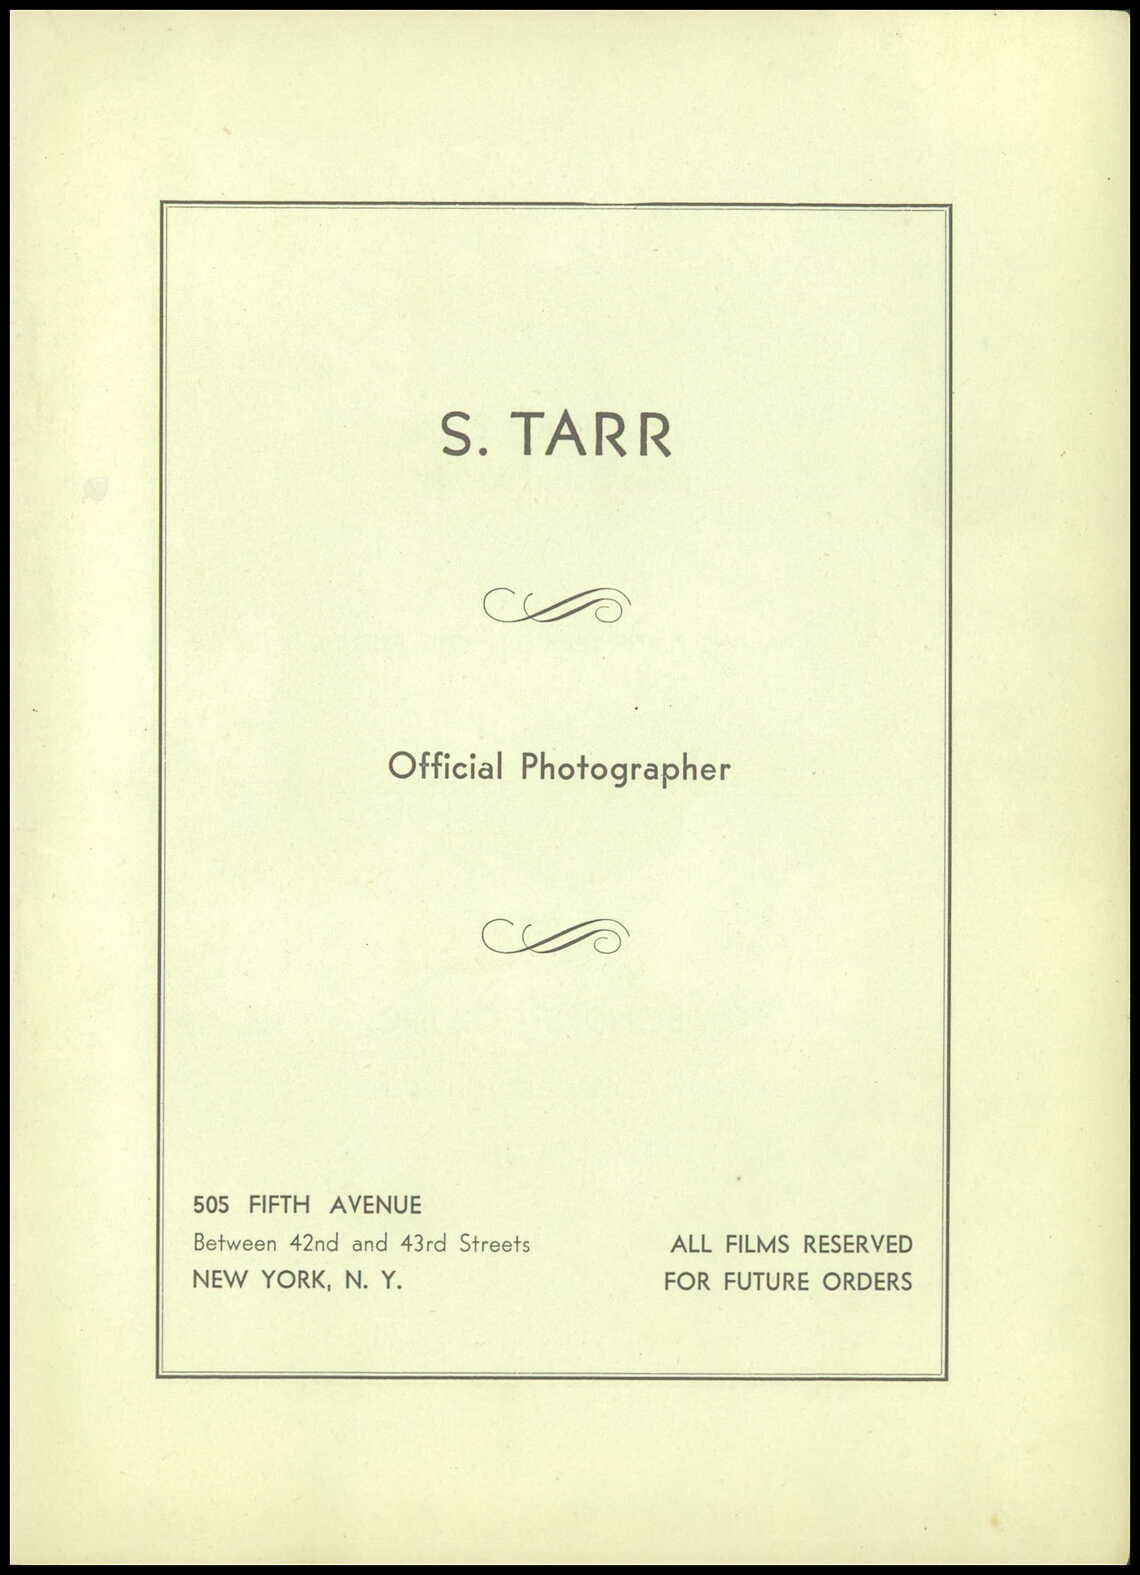 S. TARR
Official Photographer
505 FIFTH AVENUE
Between 42nd and 43rd Streets
NEW YORK, N. Y.
ALL FILMS RESERVED
FOR FUTURE ORDERS